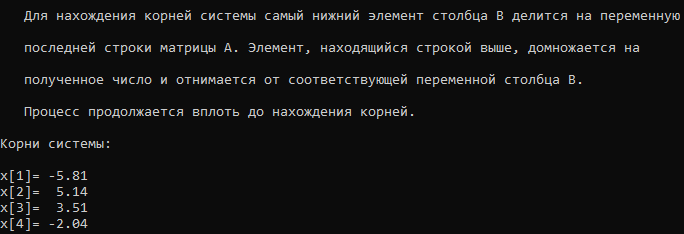 Для нахождения корней системы самый нижний элемент столбца B делится на переменную
последней строки матрицы A. Элемент, находящийся строкой выше, домножается на
полученное число и отнимается от соответствующей переменной столбца B.
Процесс продолжается вплоть до нахождения корней.
Корни системы:
x[1]= -5.81
x[2]=  5.14
x[3]=  3.51
x[4]= -2.04